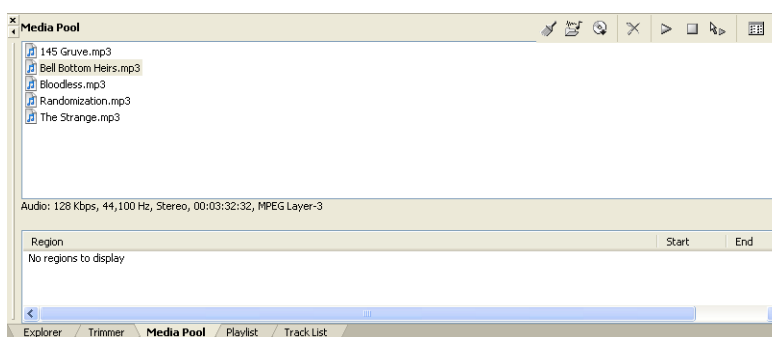 Media Pool
145 Gruve.mp3
Bell Bottom Heirs.mp3
Bloodless.mp3
Randomization.mp3
The Strange.mp3
Audio: 128 Kbps, 44,100 Hz, Stereo, 00:03:32:32, MPEG Layer-3
Region Start End
No regions to display
Explorer Trimmer Media Pool Playlist Track List